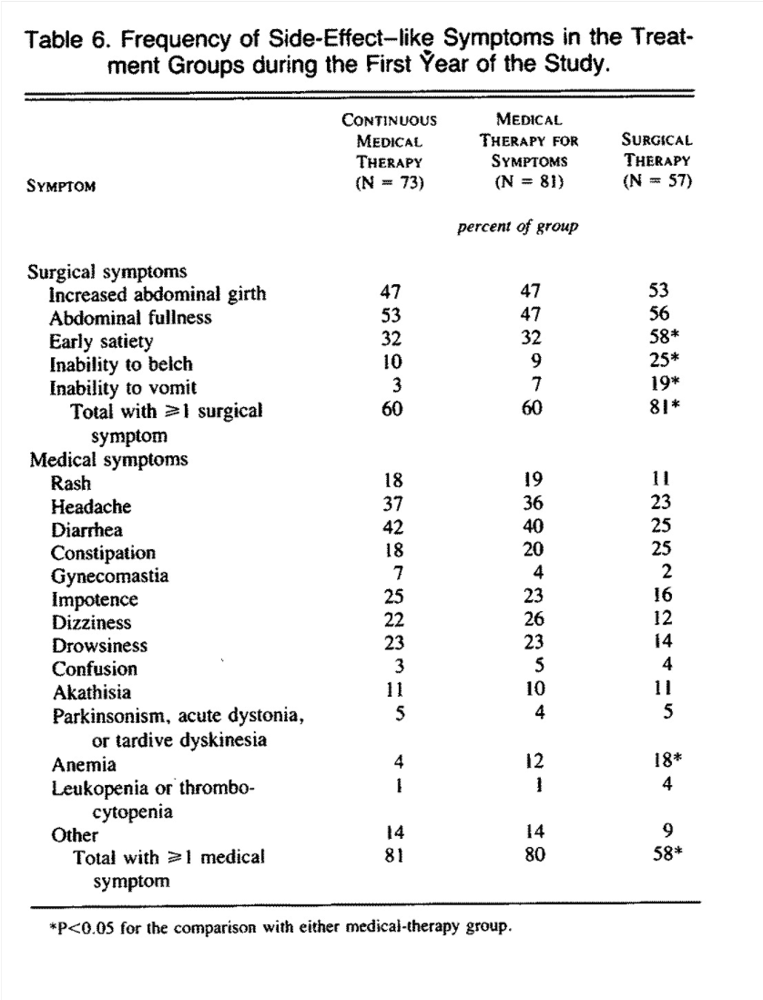 Table 6. Frequency of Side-Effect–like Symptoms in the Treat-
ment Groups during the First Year of the Study.
SYMPTOM CONTINUOUS MEDICAL THERAPY (N = 73) MEDICAL THERAPY FOR SYMPTOMS (N = 81) SURGICAL THERAPY (N = 57)
percent of group
Surgical symptoms
Increased abdominal girth 47 47 53
Abdominal fullness 53 47 56
Early satiety 32 32 58*
Inability to belch 10 9 25*
Inability to vomit 3 7 19*
Total with ⩾1 surgical 60 60 81*
symptom
Medical symptoms
Rash 18 19 11
Headache 37 36 23
Diarrhea 42 40 25
Constipation 18 20 25
Gynecomastia 7 4 2
Impotence 25 23 16
Dizziness 22 26 12
Drowsiness 23 23 14
Confusion 3 5 4
Akathisia 11 10 11
Parkinsonism, acute dystonia, 5 4 5
or tardive dyskinesia
Anemia 4 12 18*
Leukopenia or thrombo- 1 1 4
cytopenia
Other 14 14 9
Total with ⩾1 medical 81 80 58*
symptom
*P<0.05 for the comparison with either medical-therapy group.